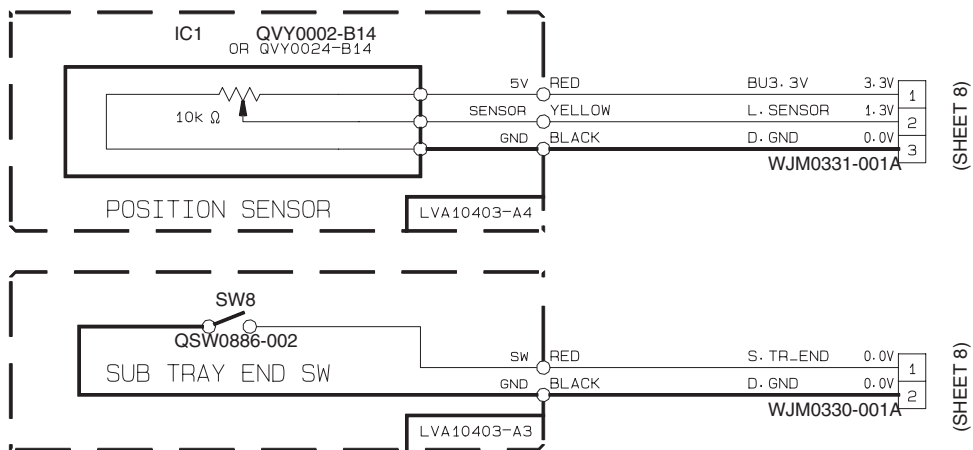 IC1 QVY0002-B14
OR QVY0024-B14
5V RED BU3.3V 3.3V 1
10k Ω SENSOR YELLOW L.SENSOR 1.3V 2
GND BLACK D.GND 0.0V 3
WJM0331-001A
(SHEET 8)
POSITION SENSOR
LVA10403-A4
SW8
QSW0886-002
SUB TRAY END SW
SW RED S.TR_END 0.0V 1
GND BLACK D.GND 0.0V 2
WJM0330-001A
(SHEET 8)
LVA10403-A3